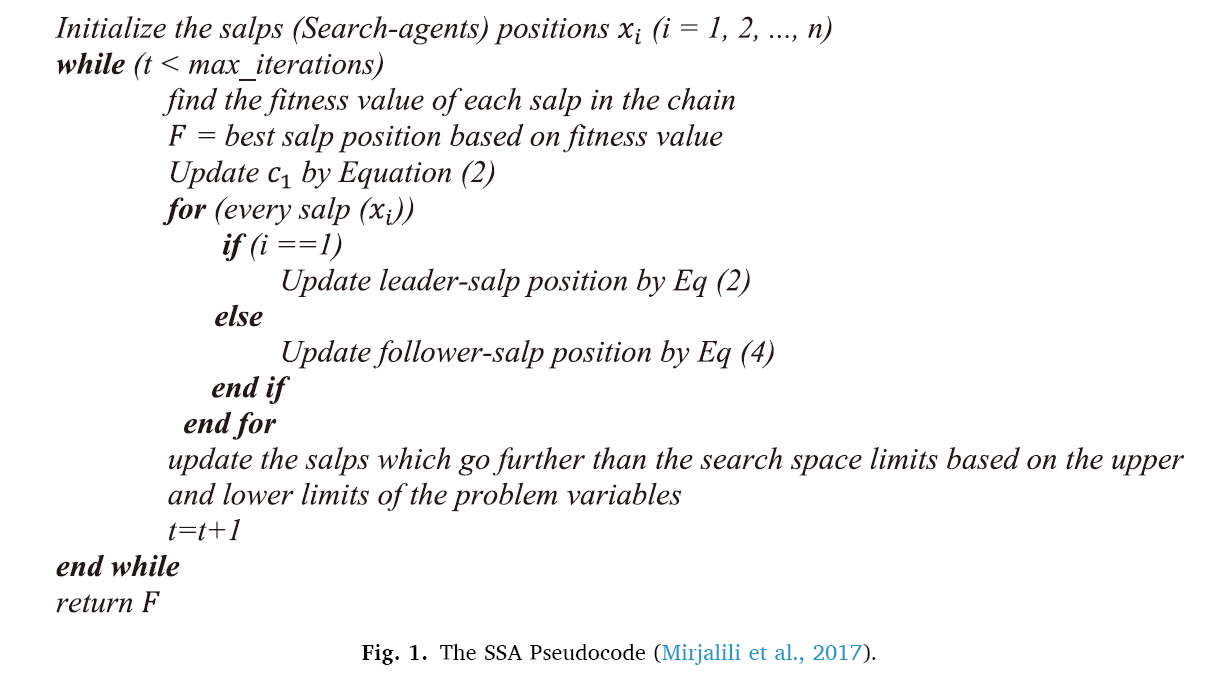 Initialize the salps (Search-agents) positions xᵢ (i = 1, 2, ..., n)
while (t < max_iterations)
find the fitness value of each salp in the chain
F = best salp position based on fitness value
Update c₁ by Equation (2)
for (every salp (xᵢ))
if (i ==1)
Update leader-salp position by Eq (2)
else
Update follower-salp position by Eq (4)
end if
end for
update the salps which go further than the search space limits based on the upper
and lower limits of the problem variables
t=t+1
end while
return F
Fig. 1. The SSA Pseudocode (Mirjalili et al., 2017).